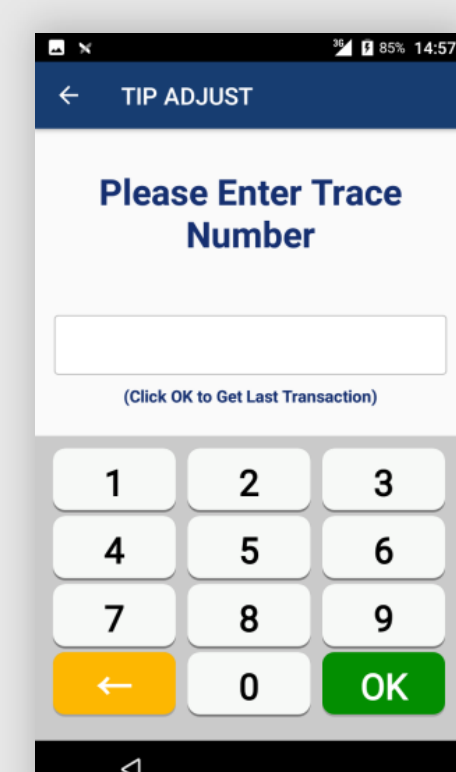 3G 85% 14:57
TIP ADJUST
Please Enter Trace
Number
(Click OK to Get Last Transaction)
1 2 3
4 5 6
7 8 9
← 0 OK